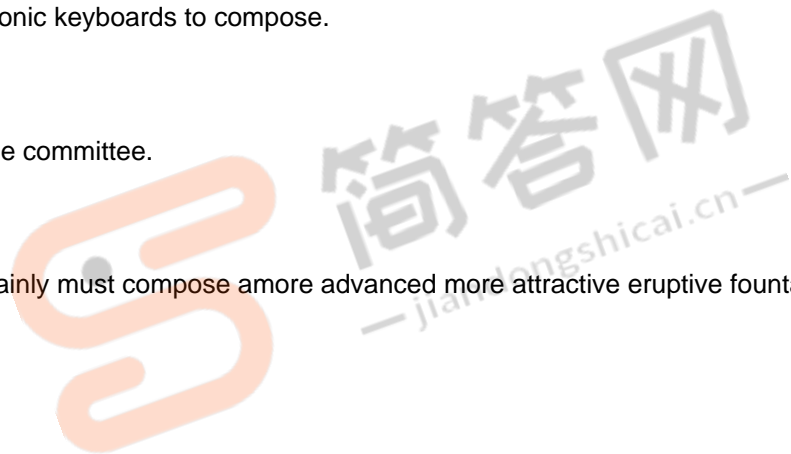 onic keyboards to compose.
e committee.
ainly must compose amore advanced more attractive eruptive founta
简答网
—jiandongshicai.cn—